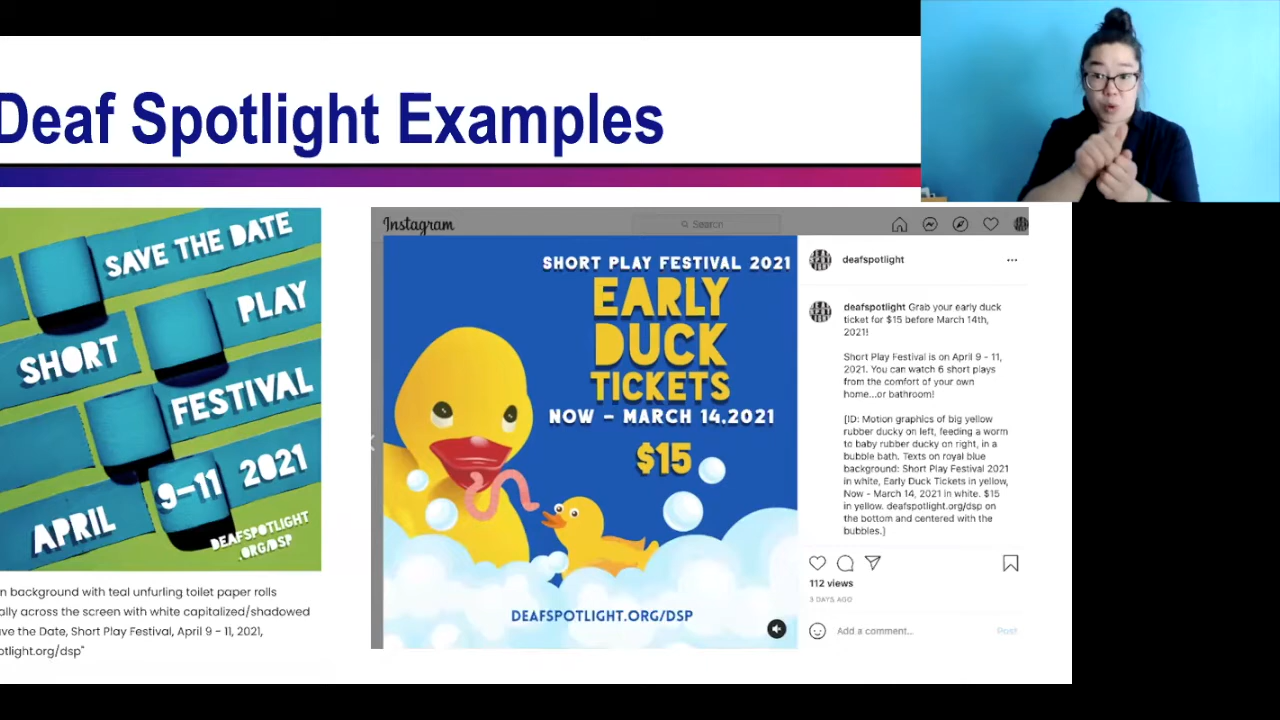 Deaf Spotlight Examples
SAVE THE DATE
SHORT PLAY
FESTIVAL
APRIL 9-11 2021
DEAFSPOTLIGHT
.ORG/DSP
background with teal unfurling toilet paper rolls
across the screen with white capitalized/shadowed
the Date, Short Play Festival, April 9 - 11, 2021,
org/dsp"
Instagram
Search
SHORT PLAY FESTIVAL 2021
EARLY
DUCK
TICKETS
NOW - MARCH 14,2021
$15
DEAFSPOTLIGHT.ORG/DSP
deafspotlight
deafspotlight Grab your early duck
ticket for $15 before March 14th,
2021!
Short Play Festival is on April 9 - 11,
2021. You can watch 6 short plays
from the comfort of your own
home...or bathroom!
[ID: Motion graphics of big yellow
rubber ducky on left, feeding a worm
to baby rubber ducky on right, in a
bubble bath. Texts on royal blue
background: Short Play Festival 2021
in white, Early Duck Tickets in yellow,
Now - March 14, 2021 in white. $15
in yellow. deafspotlight.org/dsp on
the bottom and centered with the
bubbles.]
112 views
3 DAYS AGO
Add a comment...
Post